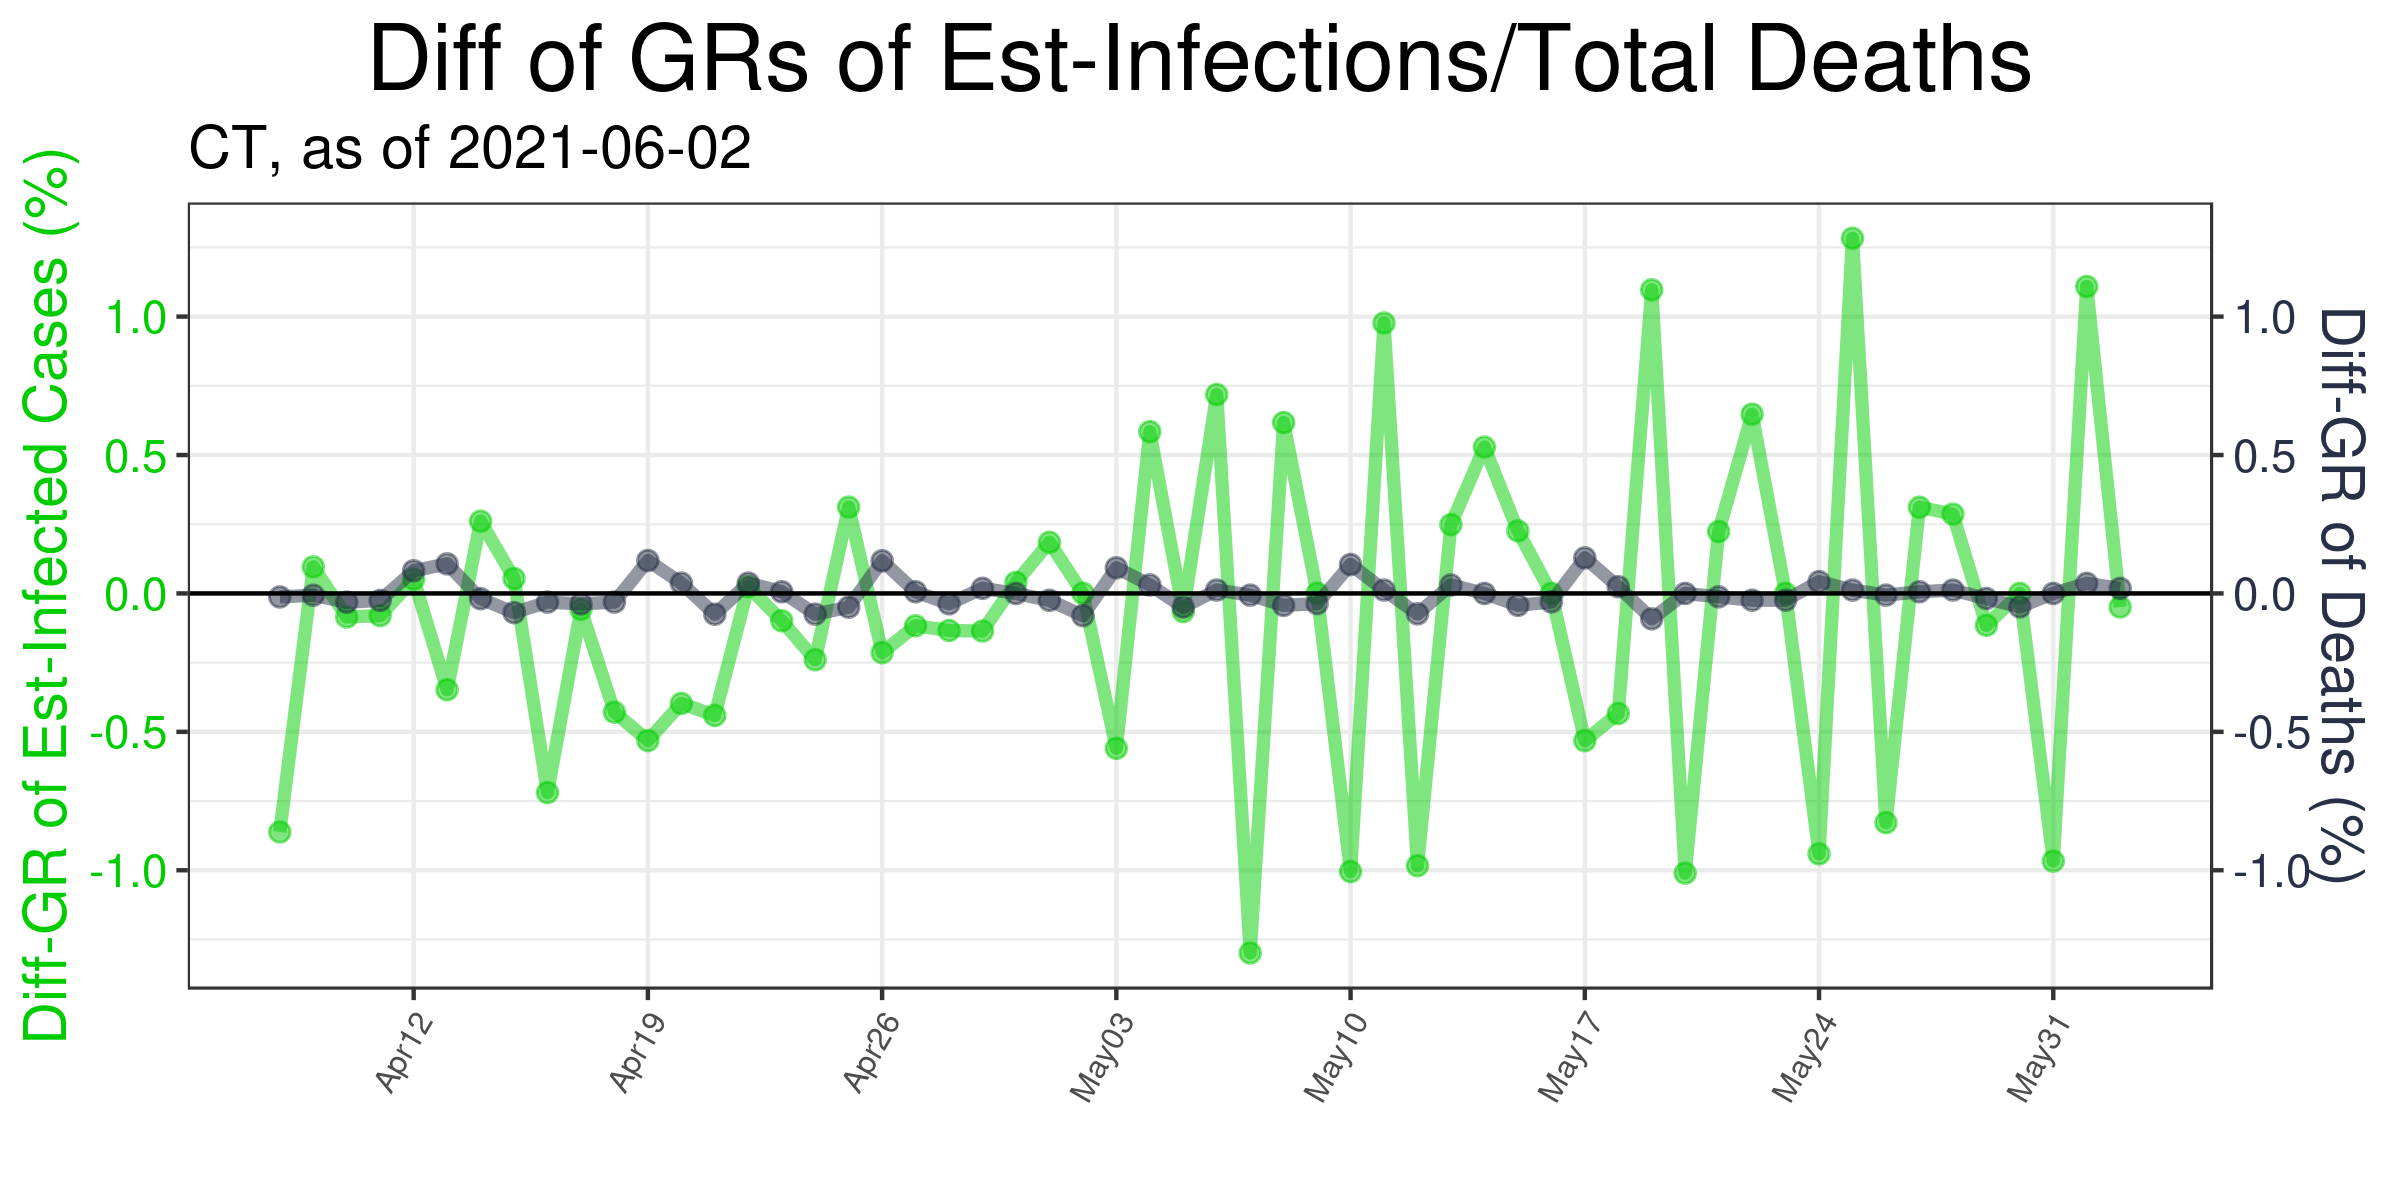 Diff of GRs of Est-Infections/Total Deaths
CT, as of 2021-06-02
Diff-GR of Est-Infected Cases (%)
1.0
0.5
0.0
-0.5
-1.0
1.0
0.5
0.0
-0.5
-1.0
Diff-GR of Deaths (%)
Apr12
Apr19
Apr26
May03
May10
May17
May24
May31